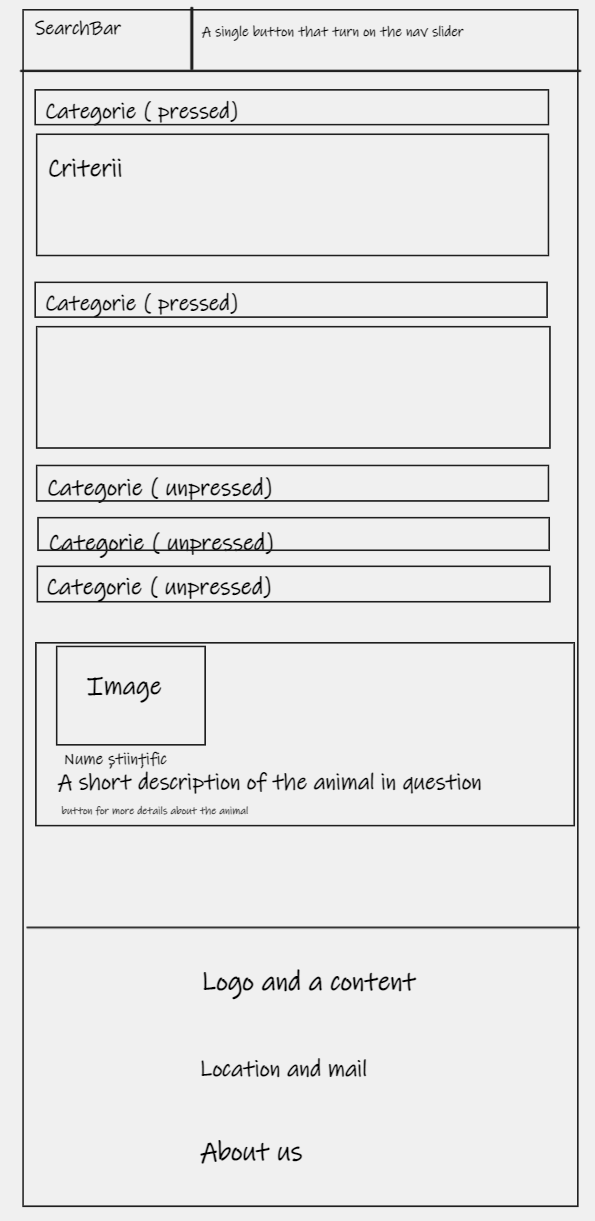 SearchBar
A single button that turn on the nav slider
Categorie ( pressed)
Criterii
Categorie ( pressed)
Categorie ( unpressed)
Categorie ( unpressed)
Categorie ( unpressed)
Image
Nume științific
A short description of the animal in question
button for more details about the animal
Logo and a content
Location and mail
About us